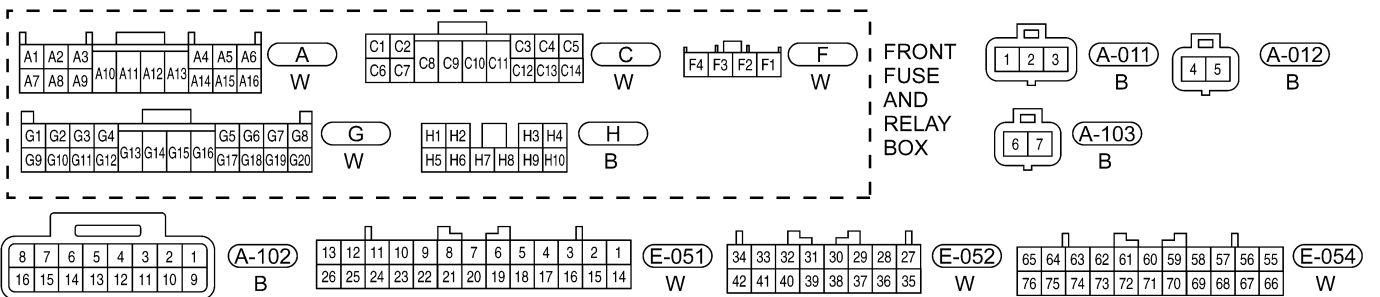 A1 A2 A3 A4 A5 A6
A10 A11 A12 A13
A7 A8 A9 A14 A15 A16
A
W
C1 C2 C3 C4 C5
C8 C9 C10 C11
C6 C7 C12 C13 C14
C
W
F4 F3 F2 F1
F
W
G1 G2 G3 G4 G5 G6 G7 G8
G13 G14 G15 G16
G9 G10 G11 G12 G17 G18 G19 G20
G
W
H1 H2 H3 H4
H5 H6 H7 H8 H9 H10
H
B
FRONT
FUSE
AND
RELAY
BOX
1 2 3
A-011
B
4 5
A-012
B
6 7
A-103
B
8 7 6 5 4 3 2 1
16 15 14 13 12 11 10 9
A-102
B
13 12 11 10 9 8 7 6 5 4 3 2 1
26 25 24 23 22 21 20 19 18 17 16 15 14
E-051
W
34 33 32 31 30 29 28 27
42 41 40 39 38 37 36 35
E-052
W
65 64 63 62 61 60 59 58 57 56 55
76 75 74 73 72 71 70 69 68 67 66
E-054
W